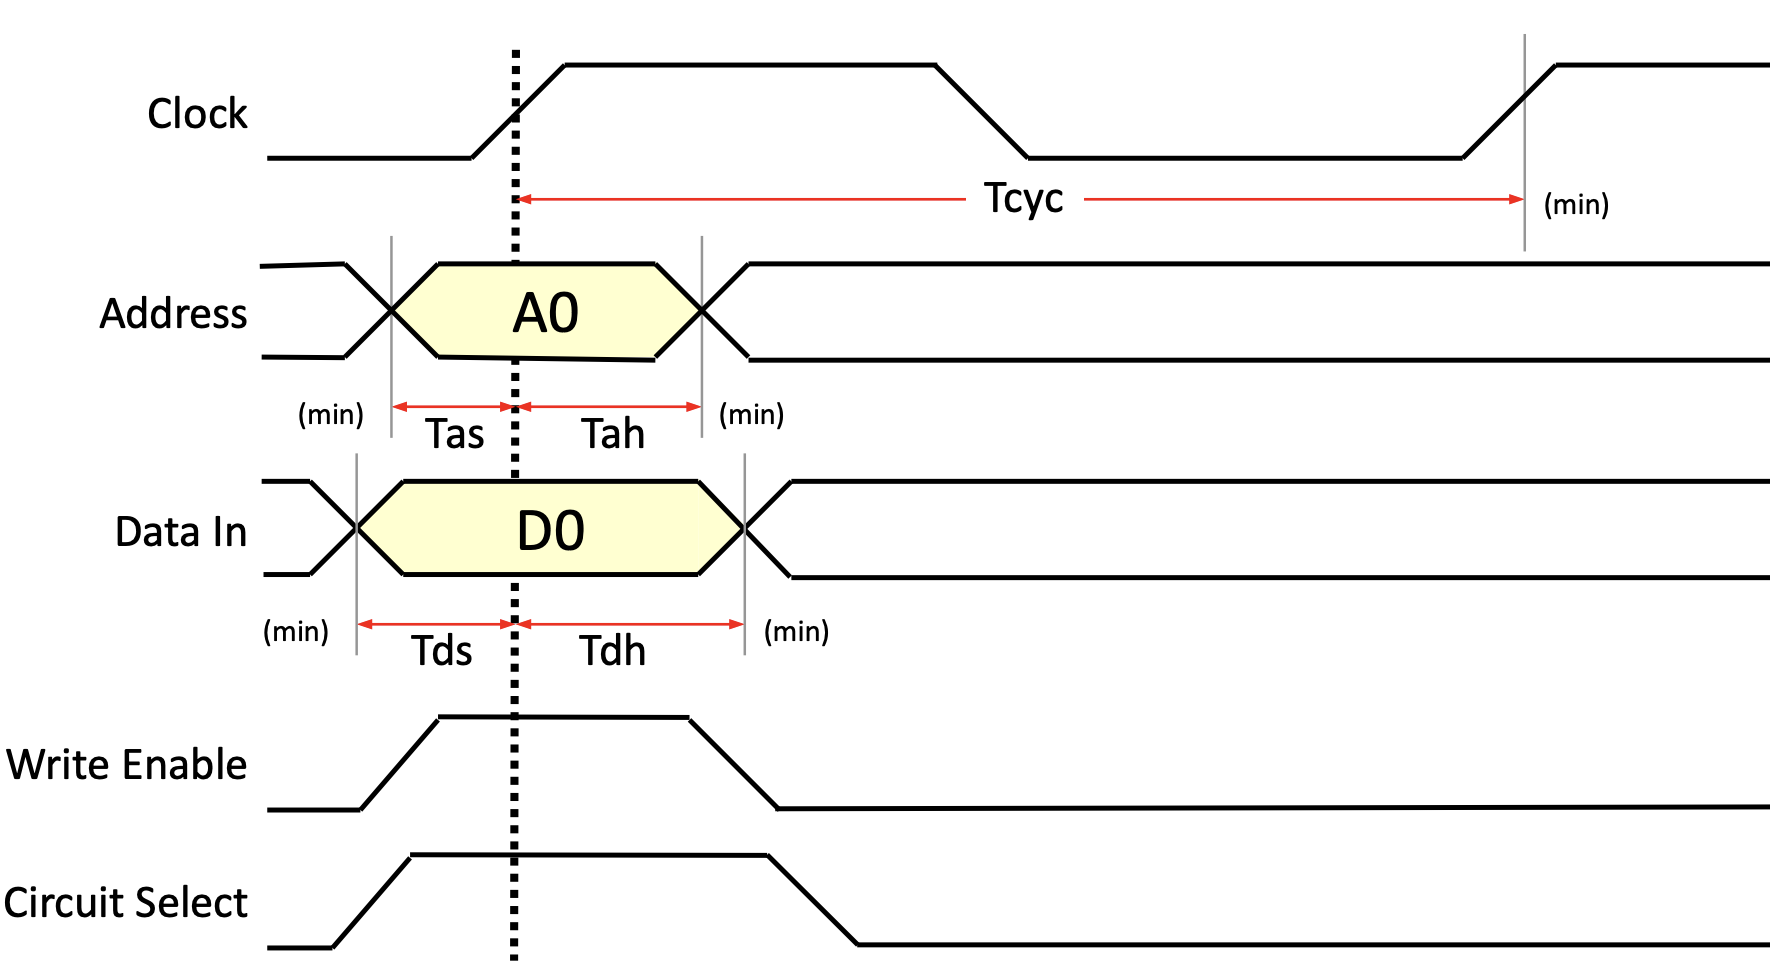 Clock
Tcyc (min)
Address A0
(min) Tas Tah (min)
Data In D0
(min) Tds Tdh (min)
Write Enable
Circuit Select